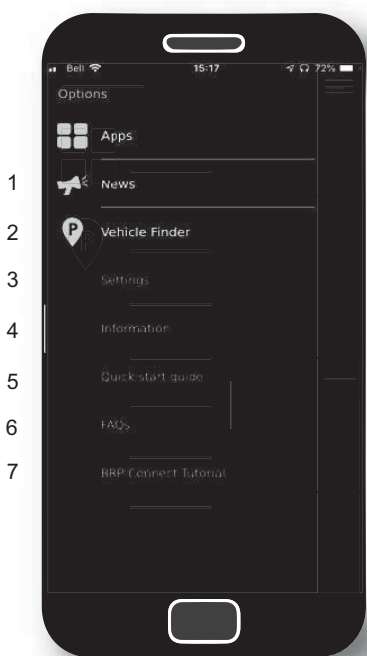 Bell 15:17 72%
Options
Apps
1 News
2 Vehicle Finder
3 Settings
4 Information
5 Quick start guide
6 FAQs
7 BRP Connect Tutorial